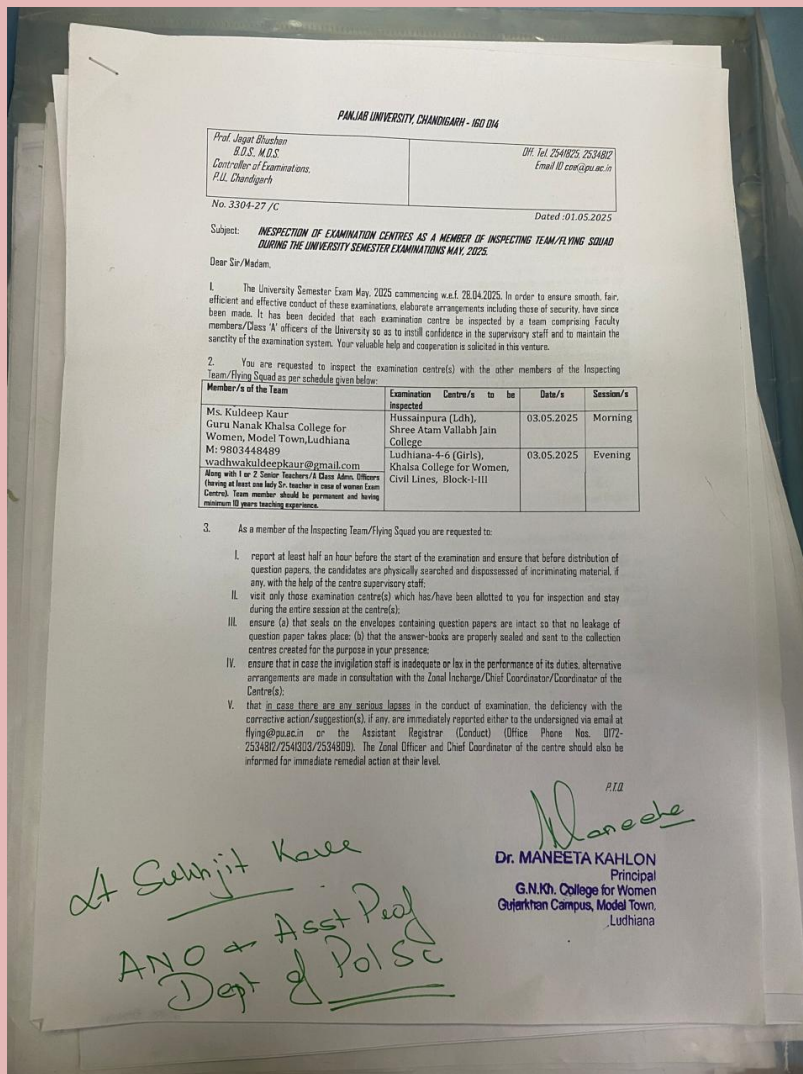 PANJAB UNIVERSITY, CHANDIGARH - 160 014
Prof. Jagat Bhushan
B.D.S., M.D.S.
Controller of Examinations,
P.U. Chandigarh
Off. Tel. 2541825, 2534812
Email ID coe@pu.ac.in
No. 3304-27 /C
Dated :01.05.2025
Subject: INESPECTION OF EXAMINATION CENTRES AS A MEMBER OF INSPECTING TEAM/FLYING SQUAD
DURING THE UNIVERSITY SEMESTER EXAMINATIONS MAY, 2025.
Dear Sir/Madam,
1. The University Semester Exam May, 2025 commencing w.e.f. 28.04.2025. In order to ensure smooth, fair,
efficient and effective conduct of these examinations, elaborate arrangements including those of security, have since
been made. It has been decided that each examination centre be inspected by a team comprising Faculty
members/Class 'A' officers of the University so as to instill confidence in the supervisory staff and to maintain the
sanctity of the examination system. Your valuable help and cooperation is solicited in this venture.
2. You are requested to inspect the examination centre(s) with the other members of the Inspecting
Team/Flying Squad as per schedule given below:
Member/s of the Team
Examination Centre/s to be
inspected
Date/s
Session/s
Ms. Kuldeep Kaur
Guru Nanak Khalsa College for
Women, Model Town,Ludhiana
M: 9803448489
wadhwakuldeepkaur@gmail.com
Along with 1 or 2 Senior Teachers/A Class Admn. Officers
(having at least one lady Sr. teacher in case of women Exam
Centre). Team member should be permanent and having
minimum 10 years teaching experience.
Hussainpura (Ldh),
Shree Atam Vallabh Jain
College
03.05.2025
Morning
Ludhiana-4-6 (Girls),
Khalsa College for Women,
Civil Lines, Block-I-III
03.05.2025
Evening
3. As a member of the Inspecting Team/Flying Squad you are requested to:
I. report at least half an hour before the start of the examination and ensure that before distribution of
question papers, the candidates are physically searched and dispossessed of incriminating material, if
any, with the help of the centre supervisory staff;
II. visit only those examination centre(s) which has/have been allotted to you for inspection and stay
during the entire session at the centre(s);
III. ensure (a) that seals on the envelopes containing question papers are intact so that no leakage of
question paper takes place; (b) that the answer-books are properly sealed and sent to the collection
centres created for the purpose in your presence;
IV. ensure that in case the invigilation staff is inadequate or lax in the performance of its duties, alternative
arrangements are made in consultation with the Zonal Incharge/Chief Coordinator/Coordinator of the
Centre(s);
V. that in case there are any serious lapses in the conduct of examination, the deficiency with the
corrective action/suggestion(s), if any, are immediately reported either to the undersigned via email at
flying@pu.ac.in or the Assistant Registrar (Conduct) (Office Phone Nos. 0172-
2534812/2541303/2534809). The Zonal Officer and Chief Coordinator of the centre should also be
informed for immediate remedial action at their level.
P.T.O.
Maneeta
Dr. MANEETA KAHLON
Principal
G.N.Kh. College for Women
Gujarkhan Campus, Model Town,
Ludhiana
Lt Sukhjit Kaur
ANO & Asst Prof
Dept of Pol Sc